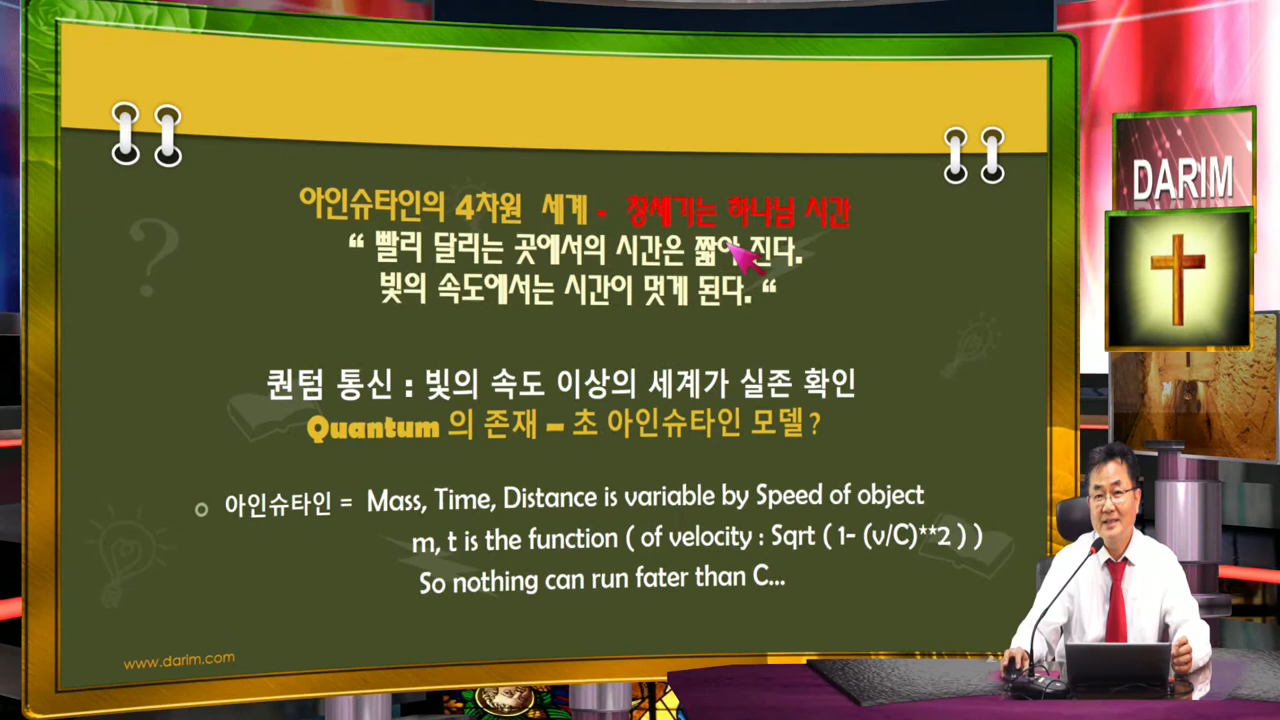 아인슈타인의 4차원 세계 - 창세기는 하나님 시간
“ 빨리 달리는 곳에서의 시간은 짧아 진다.
빛의 속도에서는 시간이 멋게 된다. “
퀀텀 통신 : 빛의 속도 이상의 세계가 실존 확인
Quantum 의 존재 – 초 아인슈타인 모델?
아인슈타인 = Mass, Time, Distance is variable by Speed of object
m, t is the function ( of velocity : Sqrt ( 1- (v/C)**2 ) )
So nothing can run fater than C...
www.darim.com
DARIM